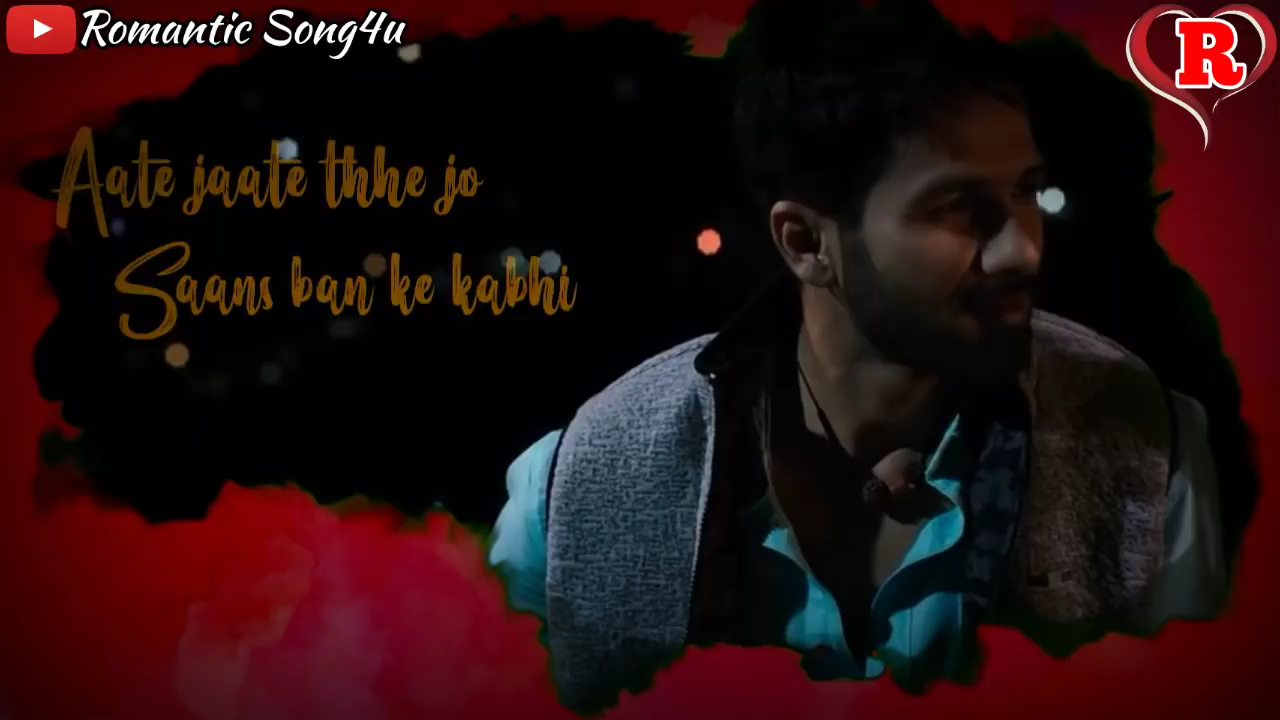 Romantic Song4u
R
Aate jaate thhe jo
Saans ban ke kabhi